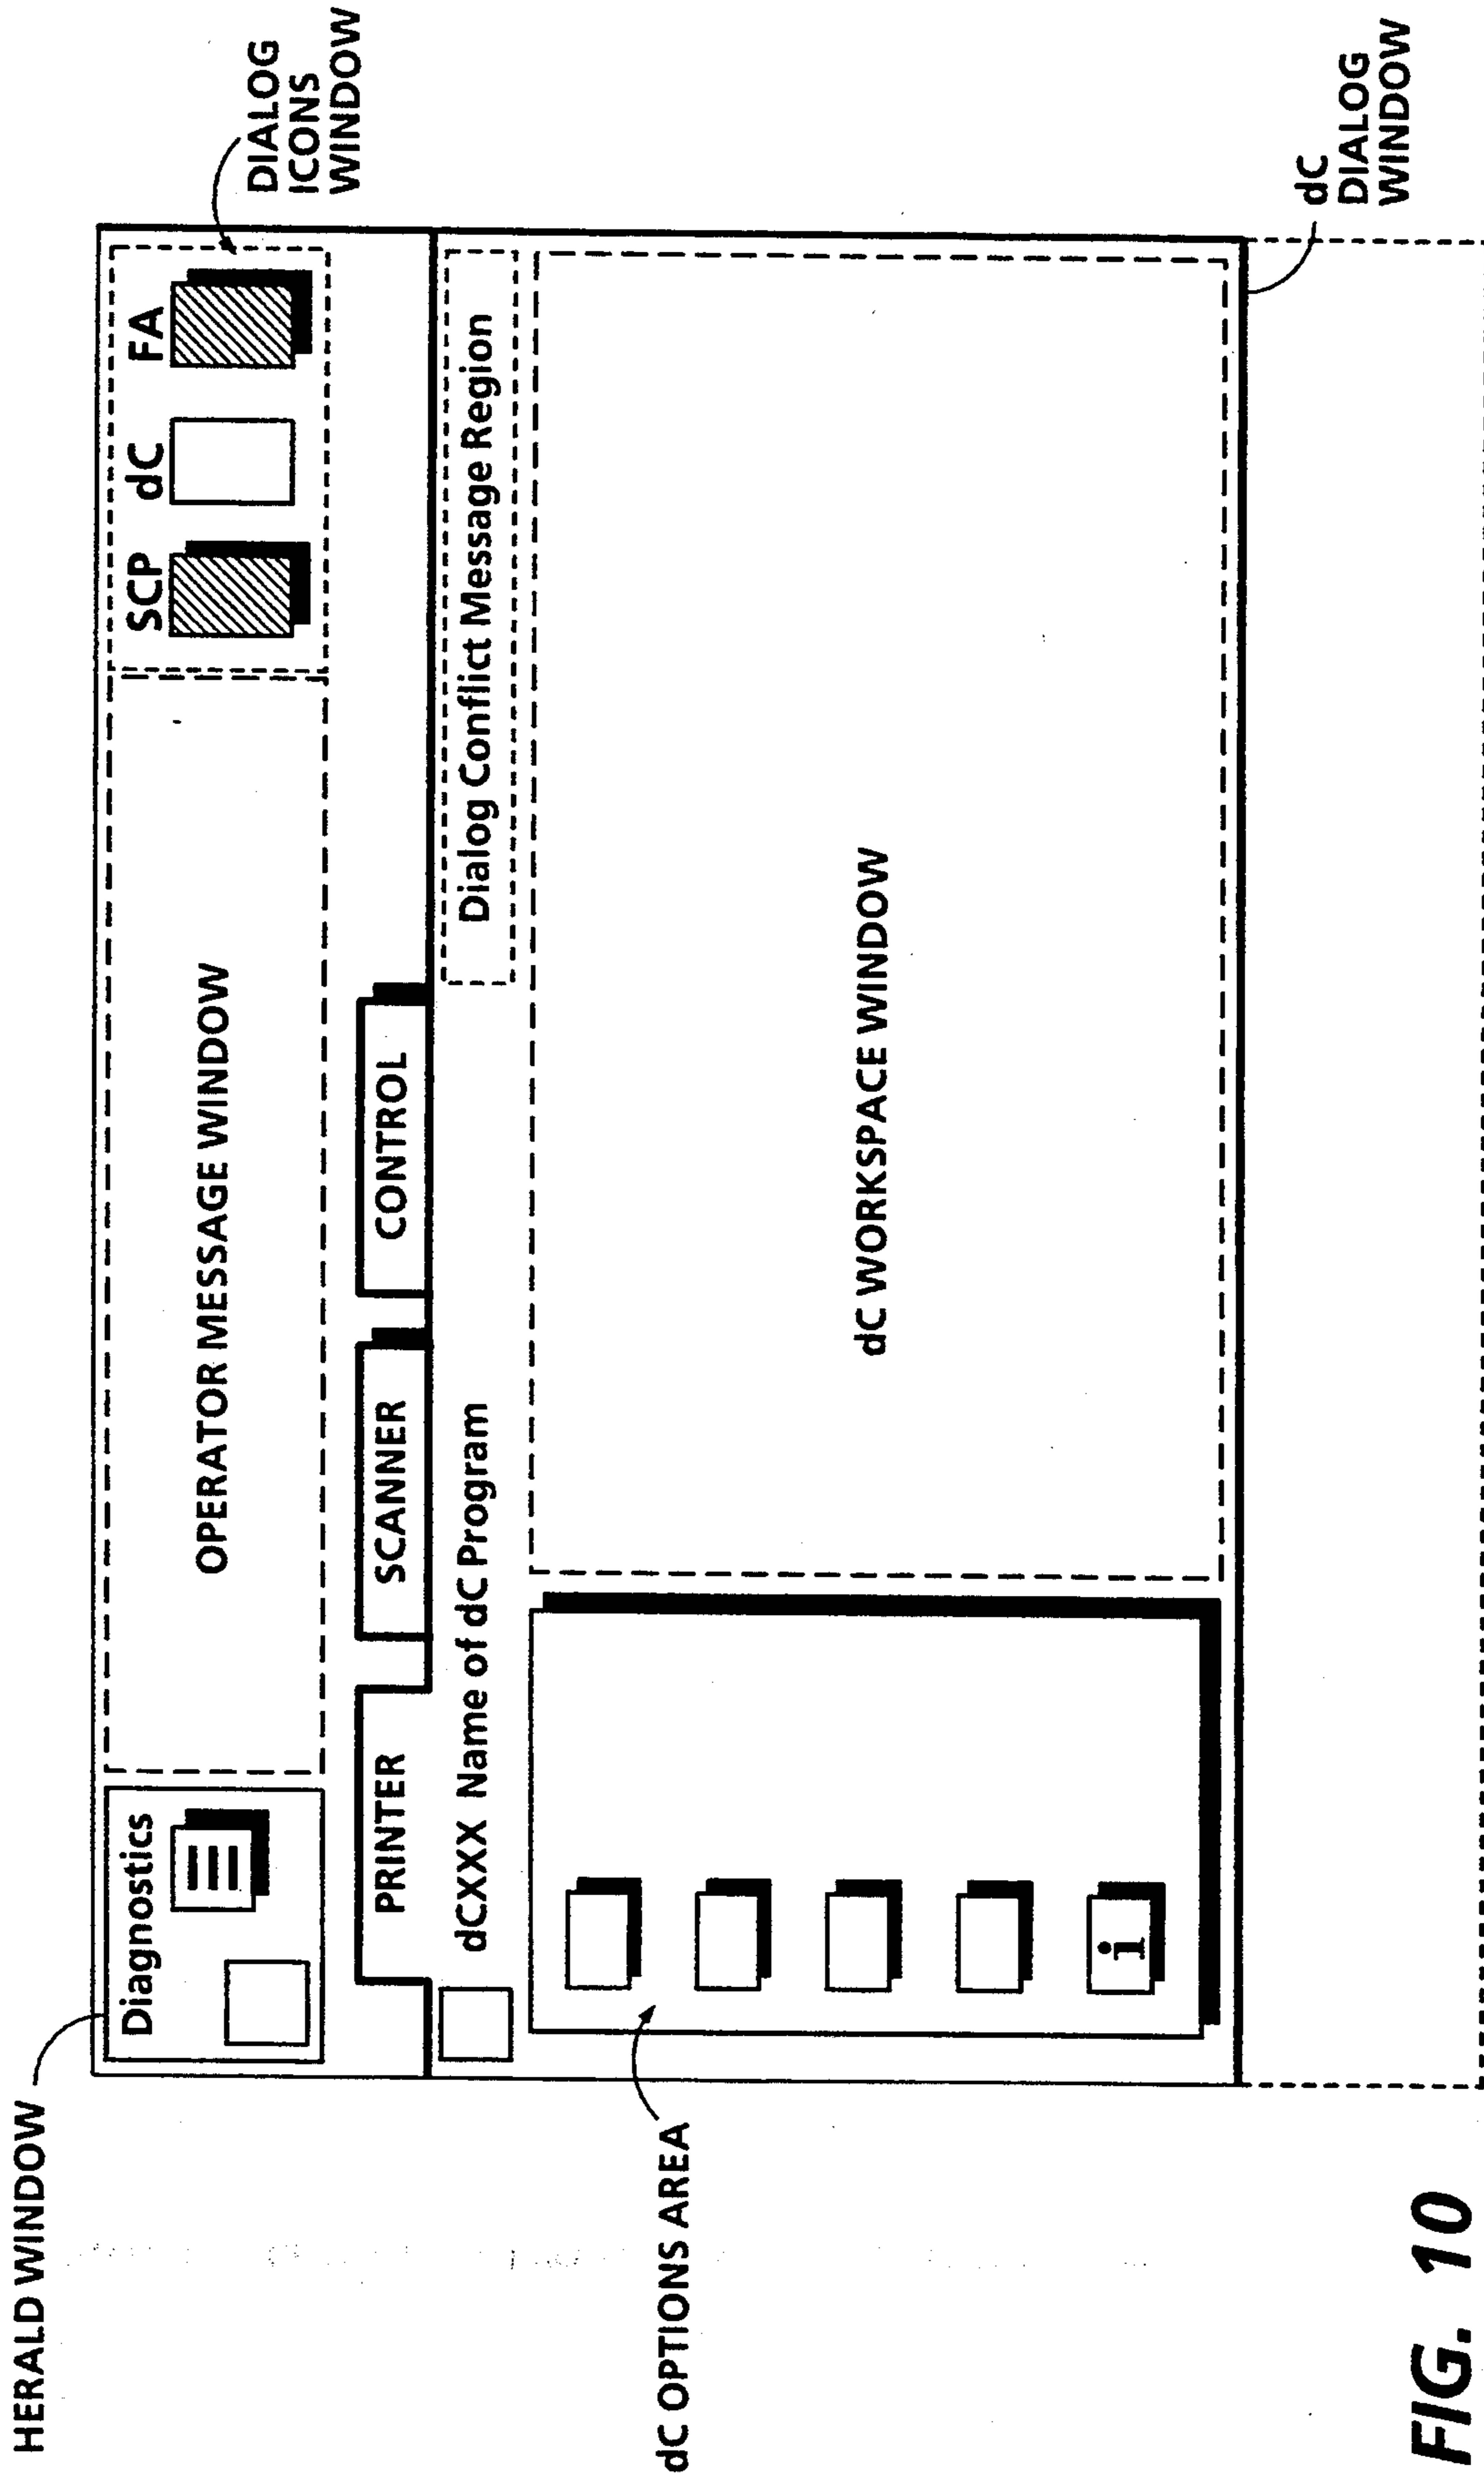 HERALD WINDOW
Diagnostics
OPERATOR MESSAGE WINDOW
SCP dC FA
DIALOG
ICONS
WINDOW
PRINTER
SCANNER
CONTROL
dCXXX Name of dC Program
Dialog Conflict Message Region
dC OPTIONS AREA
i
dC WORKSPACE WINDOW
dC
DIALOG
WINDOW
FIG. 10